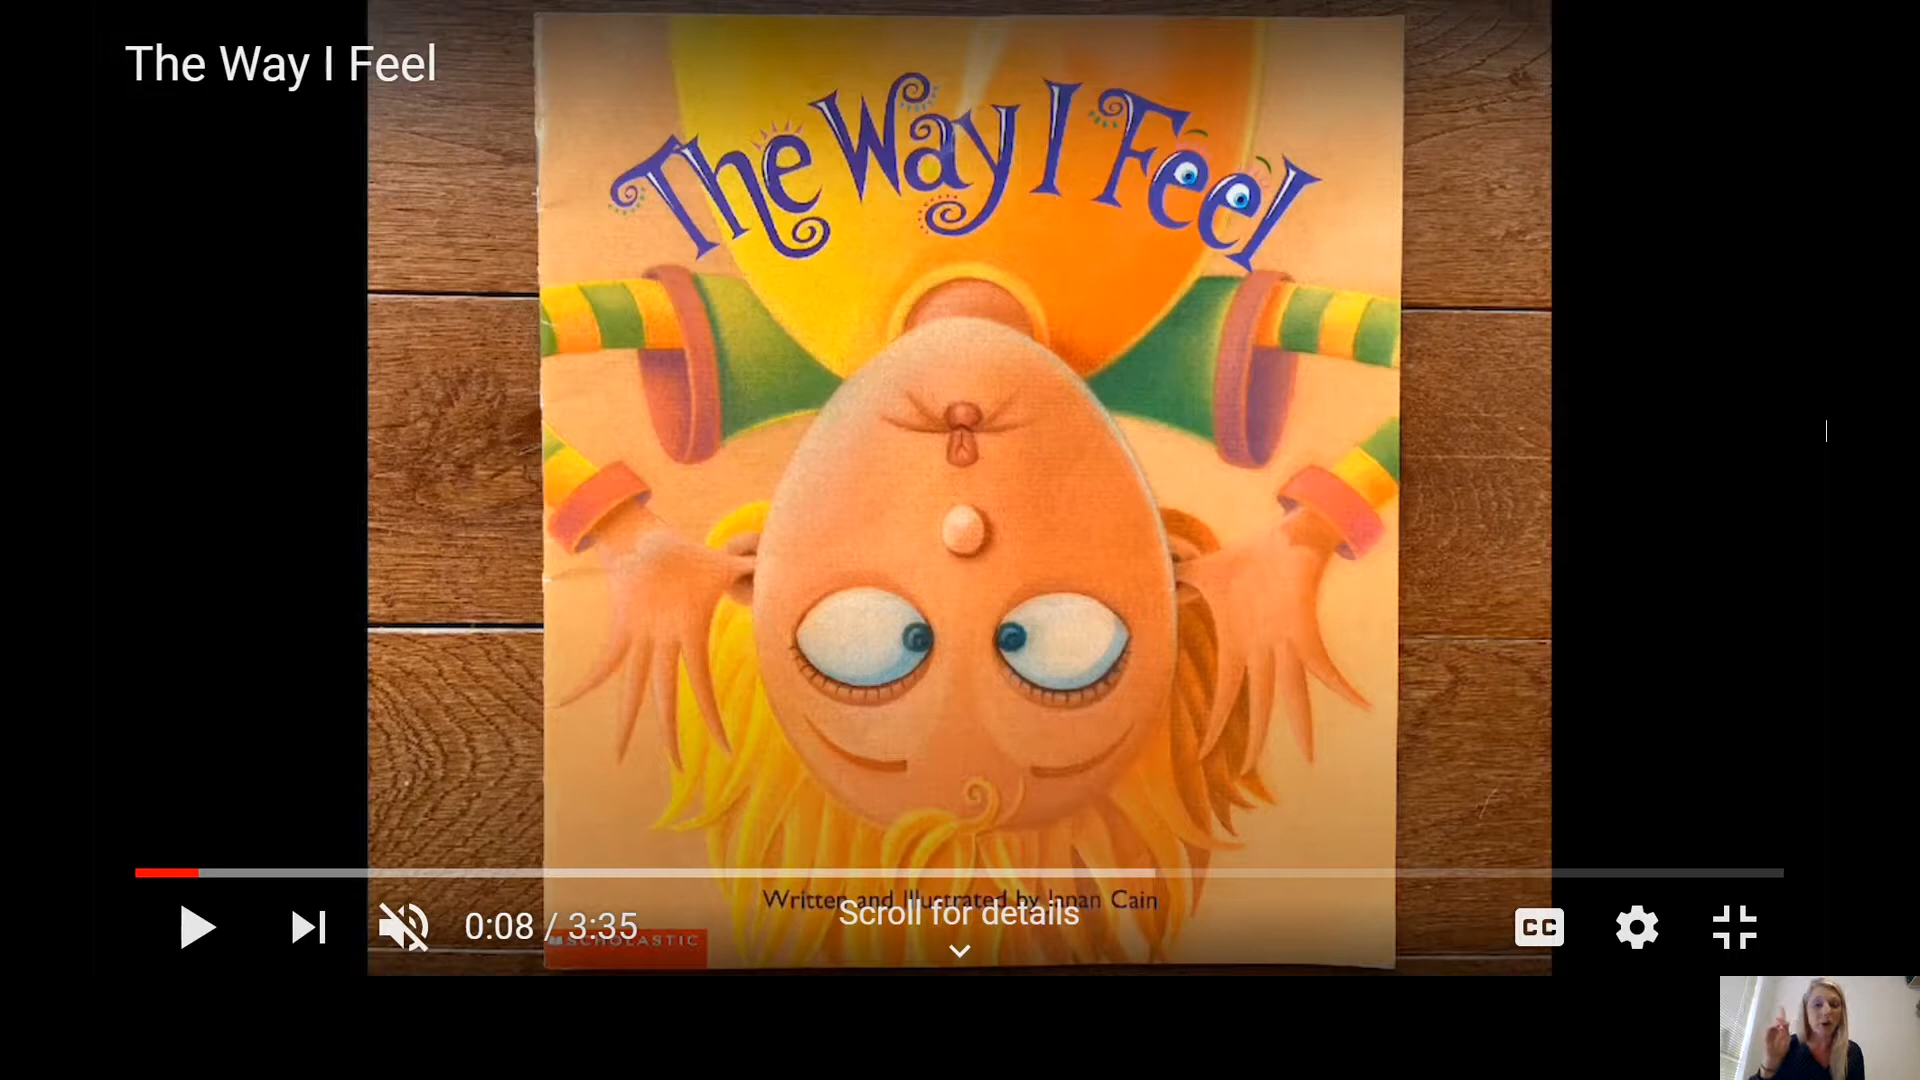 The Way I Feel
The Way I Feel
Written and Illustrated by Janan Cain
Scroll for details
0:08 / 3:35
CC
SCHOLASTIC